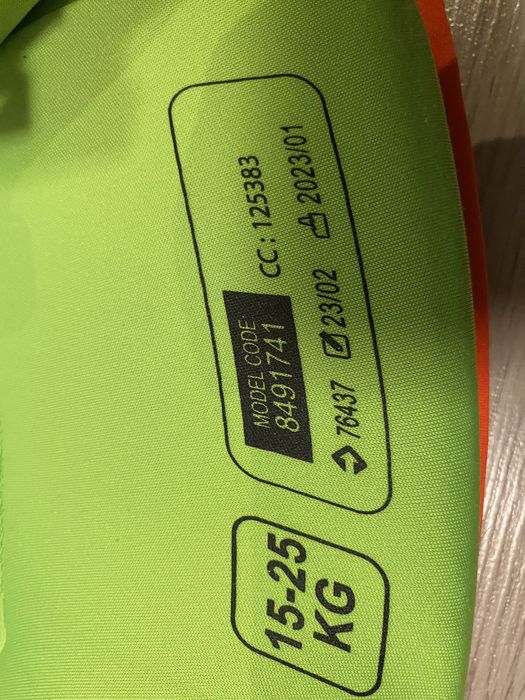 MODEL CODE:
8491741
CC : 125383
76437 23/02 2023/01
15-25
KG